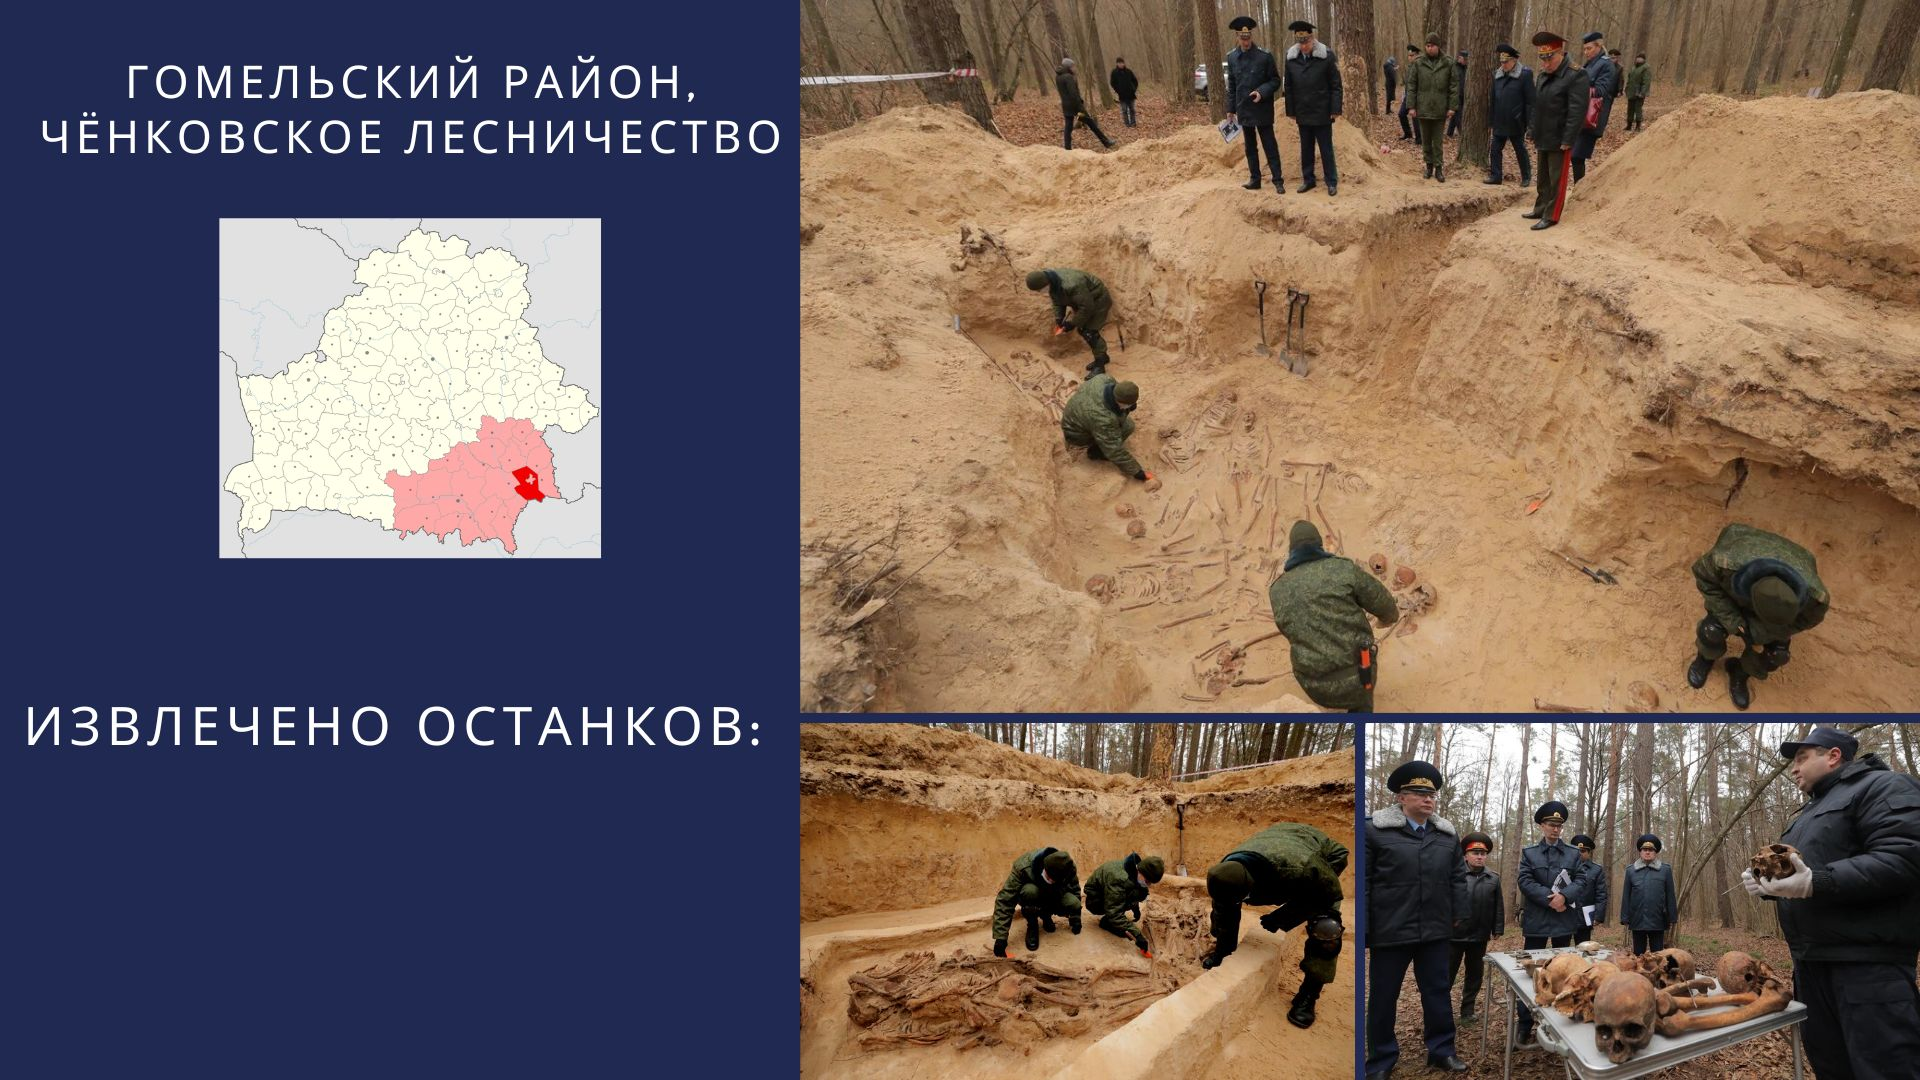 ГОМЕЛЬСКИЙ РАЙОН,
ЧЁНКОВСКОЕ ЛЕСНИЧЕСТВО
ИЗВЛЕЧЕНО ОСТАНКОВ: